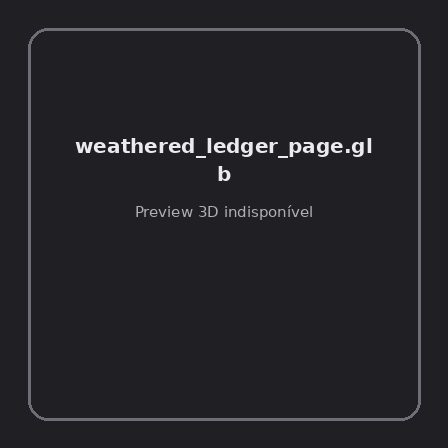 weathered_ledger_page.gl
b
Preview 3D indisponível